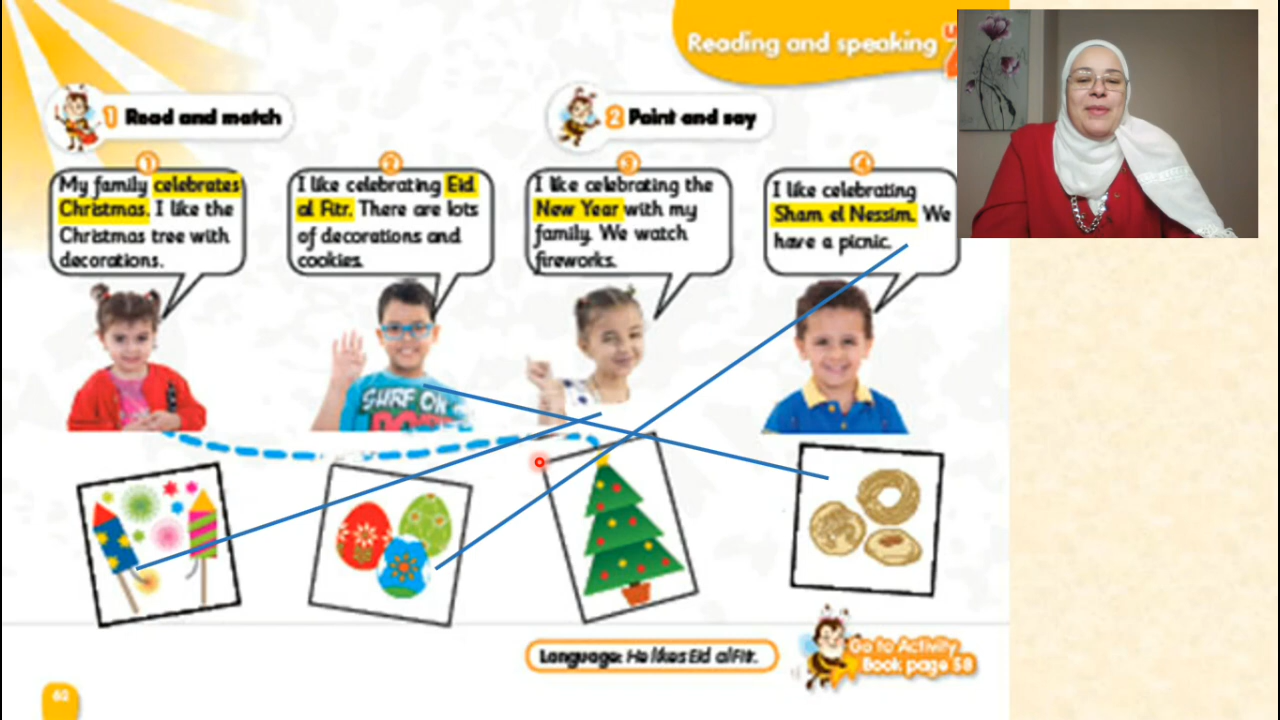 Reading and speaking
1 Read and match
2 Point and say
1
My family celebrates
Christmas. I like the
Christmas tree with
decorations.
2
I like celebrating Eid
al Fitr. There are lots
of decorations and
cookies.
3
I like celebrating the
New Year with my
family. We watch
fireworks.
4
I like celebrating
Sham el Nessim. We
have a picnic.
SURF ON
Language: He likes Eid al Fitr.
Go to Activity
Book page 58
62